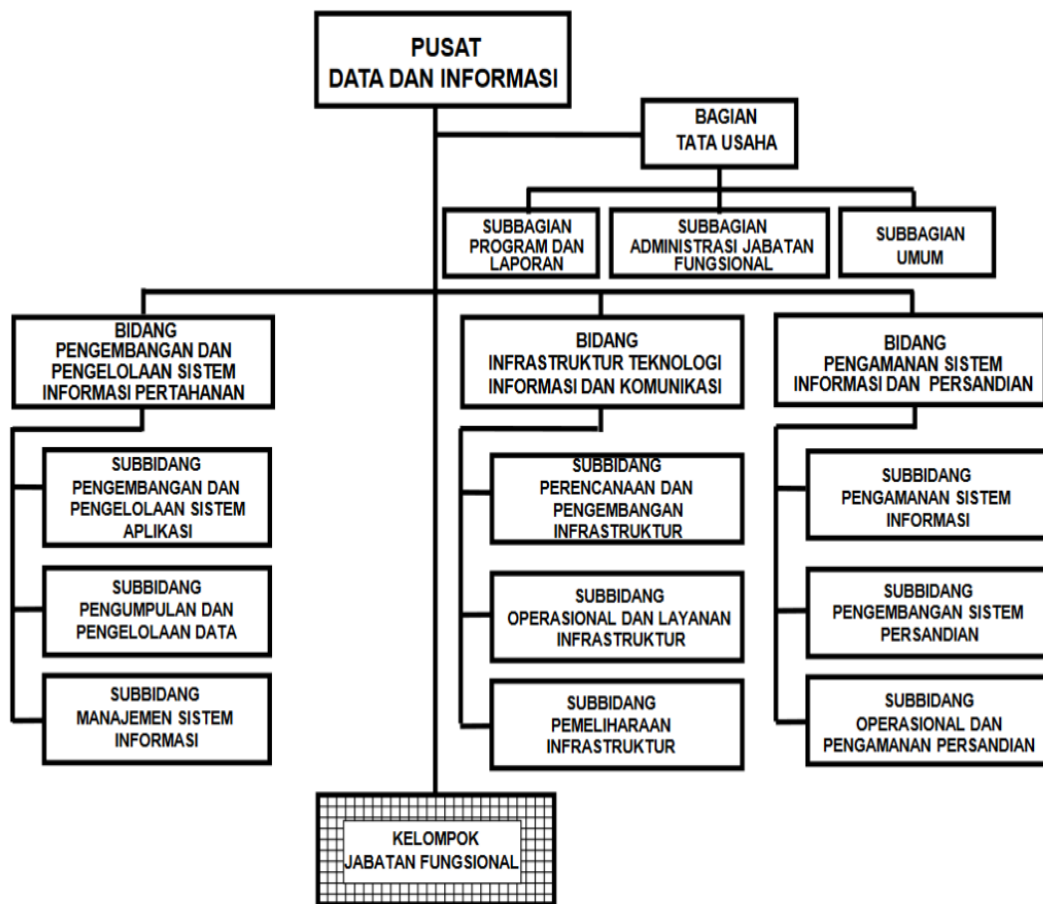 PUSAT
DATA DAN INFORMASI
BAGIAN
TATA USAHA
SUBBAGIAN
PROGRAM DAN
LAPORAN
SUBBAGIAN
ADMINISTRASI JABATAN
FUNGSIONAL
SUBBAGIAN
UMUM
BIDANG
PENGEMBANGAN DAN
PENGELOLAAN SISTEM
INFORMASI PERTAHANAN
BIDANG
INFRASTRUKTUR TEKNOLOGI
INFORMASI DAN KOMUNIKASI
BIDANG
PENGAMANAN SISTEM
INFORMASI DAN PERSANDIAN
SUBBIDANG
PENGEMBANGAN DAN
PENGELOLAAN SISTEM
APLIKASI
SUBBIDANG
PENGUMPULAN DAN
PENGELOLAAN DATA
SUBBIDANG
MANAJEMEN SISTEM
INFORMASI
SUBBIDANG
PERENCANAAN DAN
PENGEMBANGAN
INFRASTRUKTUR
SUBBIDANG
OPERASIONAL DAN LAYANAN
INFRASTRUKTUR
SUBBIDANG
PEMELIHARAAN
INFRASTRUKTUR
SUBBIDANG
PENGAMANAN SISTEM
INFORMASI
SUBBIDANG
PENGEMBANGAN SISTEM
PERSANDIAN
SUBBIDANG
OPERASIONAL DAN
PENGAMANAN PERSANDIAN
KELOMPOK
JABATAN FUNGSIONAL